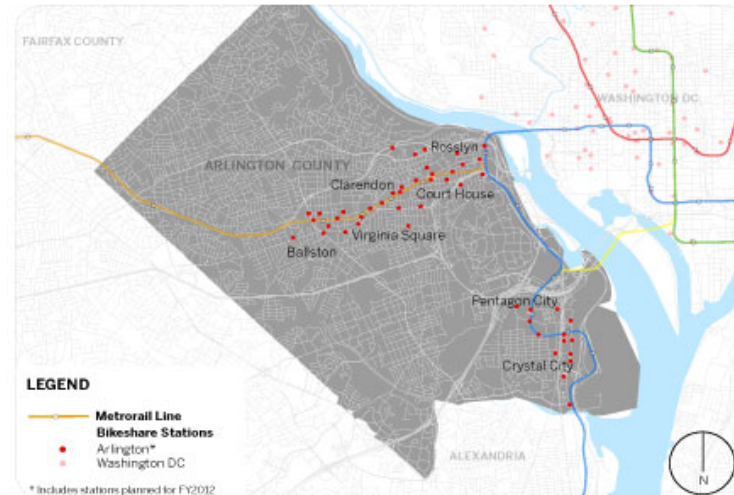 FAIRFAX COUNTY
WASHINGTON DC
Rosslyn
ARLINGTON COUNTY
Clarendon
Court House
Virginia Square
Ballston
Pentagon City
Crystal City
LEGEND
Metrorail Line
Bikeshare Stations
Arlington*
Washington DC
ALEXANDRIA
* Includes stations planned for FY2012
N